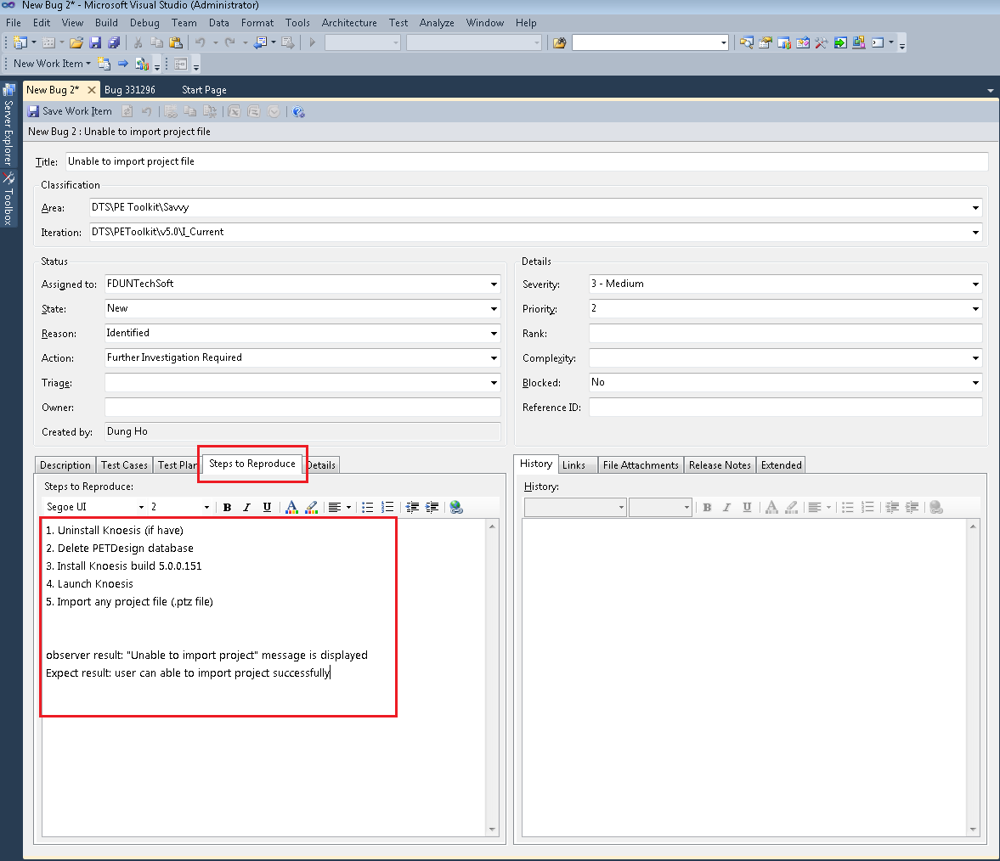 New Bug 2* - Microsoft Visual Studio (Administrator)
File Edit View Build Debug Team Data Format Tools Architecture Test Analyze Window Help
New Work Item
New Bug 2* Bug 331296 Start Page
Server Explorer
Toolbox
Save Work Item
New Bug 2 : Unable to import project file
Title: Unable to import project file
Classification
Area: DTS\PE Toolkit\Savvy
Iteration: DTS\PEToolkit\v5.0\I_Current
Status
Assigned to: FDUNTechSoft
State: New
Reason: Identified
Action: Further Investigation Required
Triage:
Owner:
Created by: Dung Ho
Details
Severity: 3 - Medium
Priority: 2
Rank:
Complexity:
Blocked: No
Reference ID:
Description Test Cases Test Plan Steps to Reproduce Details
Steps to Reproduce:
Segoe UI 2 B I U
1. Uninstall Knoesis (if have)
2. Delete PETDesign database
3. Install Knoesis build 5.0.0.151
4. Launch Knoesis
5. Import any project file (.ptz file)
observer result: "Unable to import project" message is displayed
Expect result: user can able to import project successfully
History Links File Attachments Release Notes Extended
History:
B I U